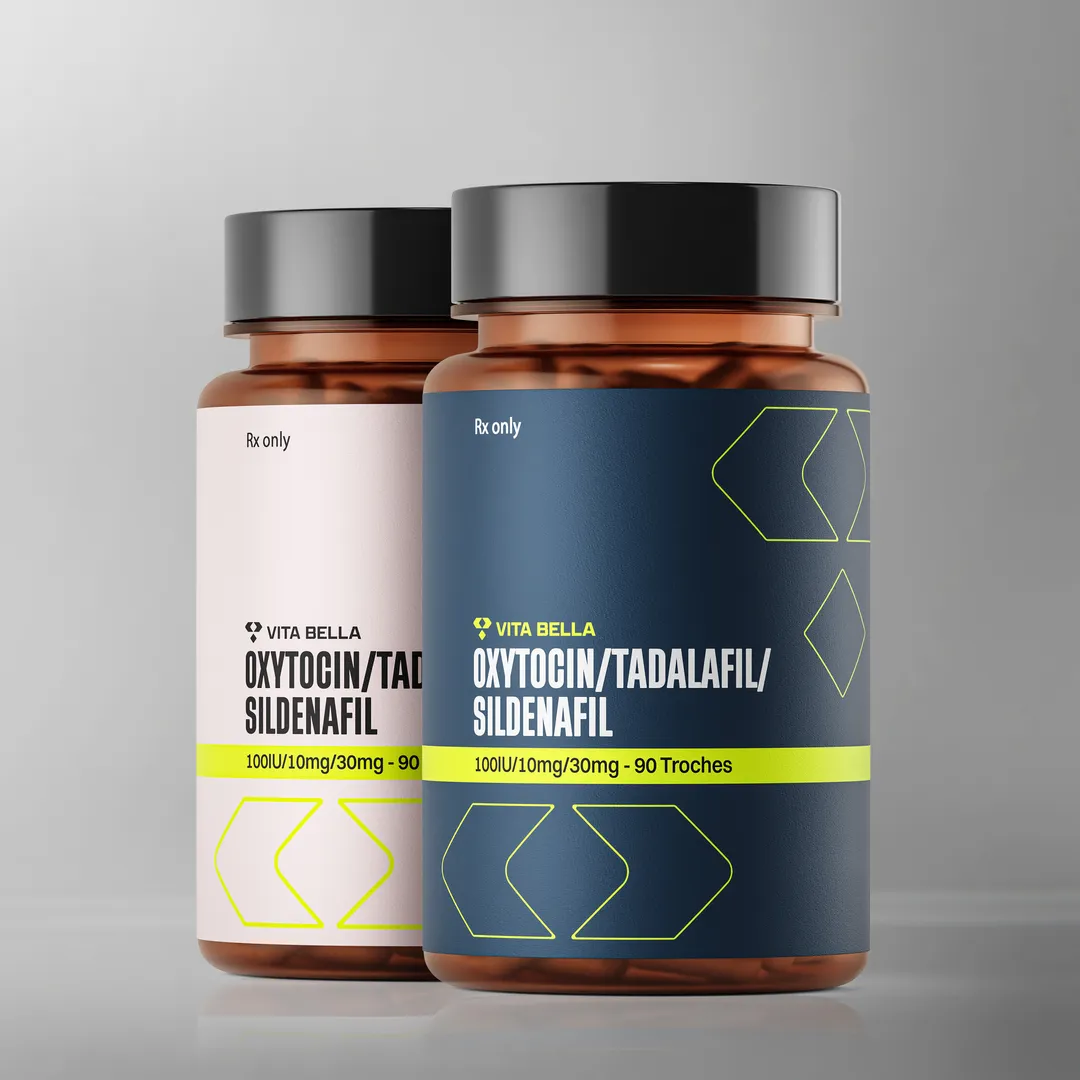 Rx only
VITA BELLA
OXYTOCIN/TAD
SILDENAFIL
100IU/10mg/30mg - 90
Rx only
VITA BELLA
OXYTOCIN/TADALAFIL/
SILDENAFIL
100IU/10mg/30mg - 90 Troches